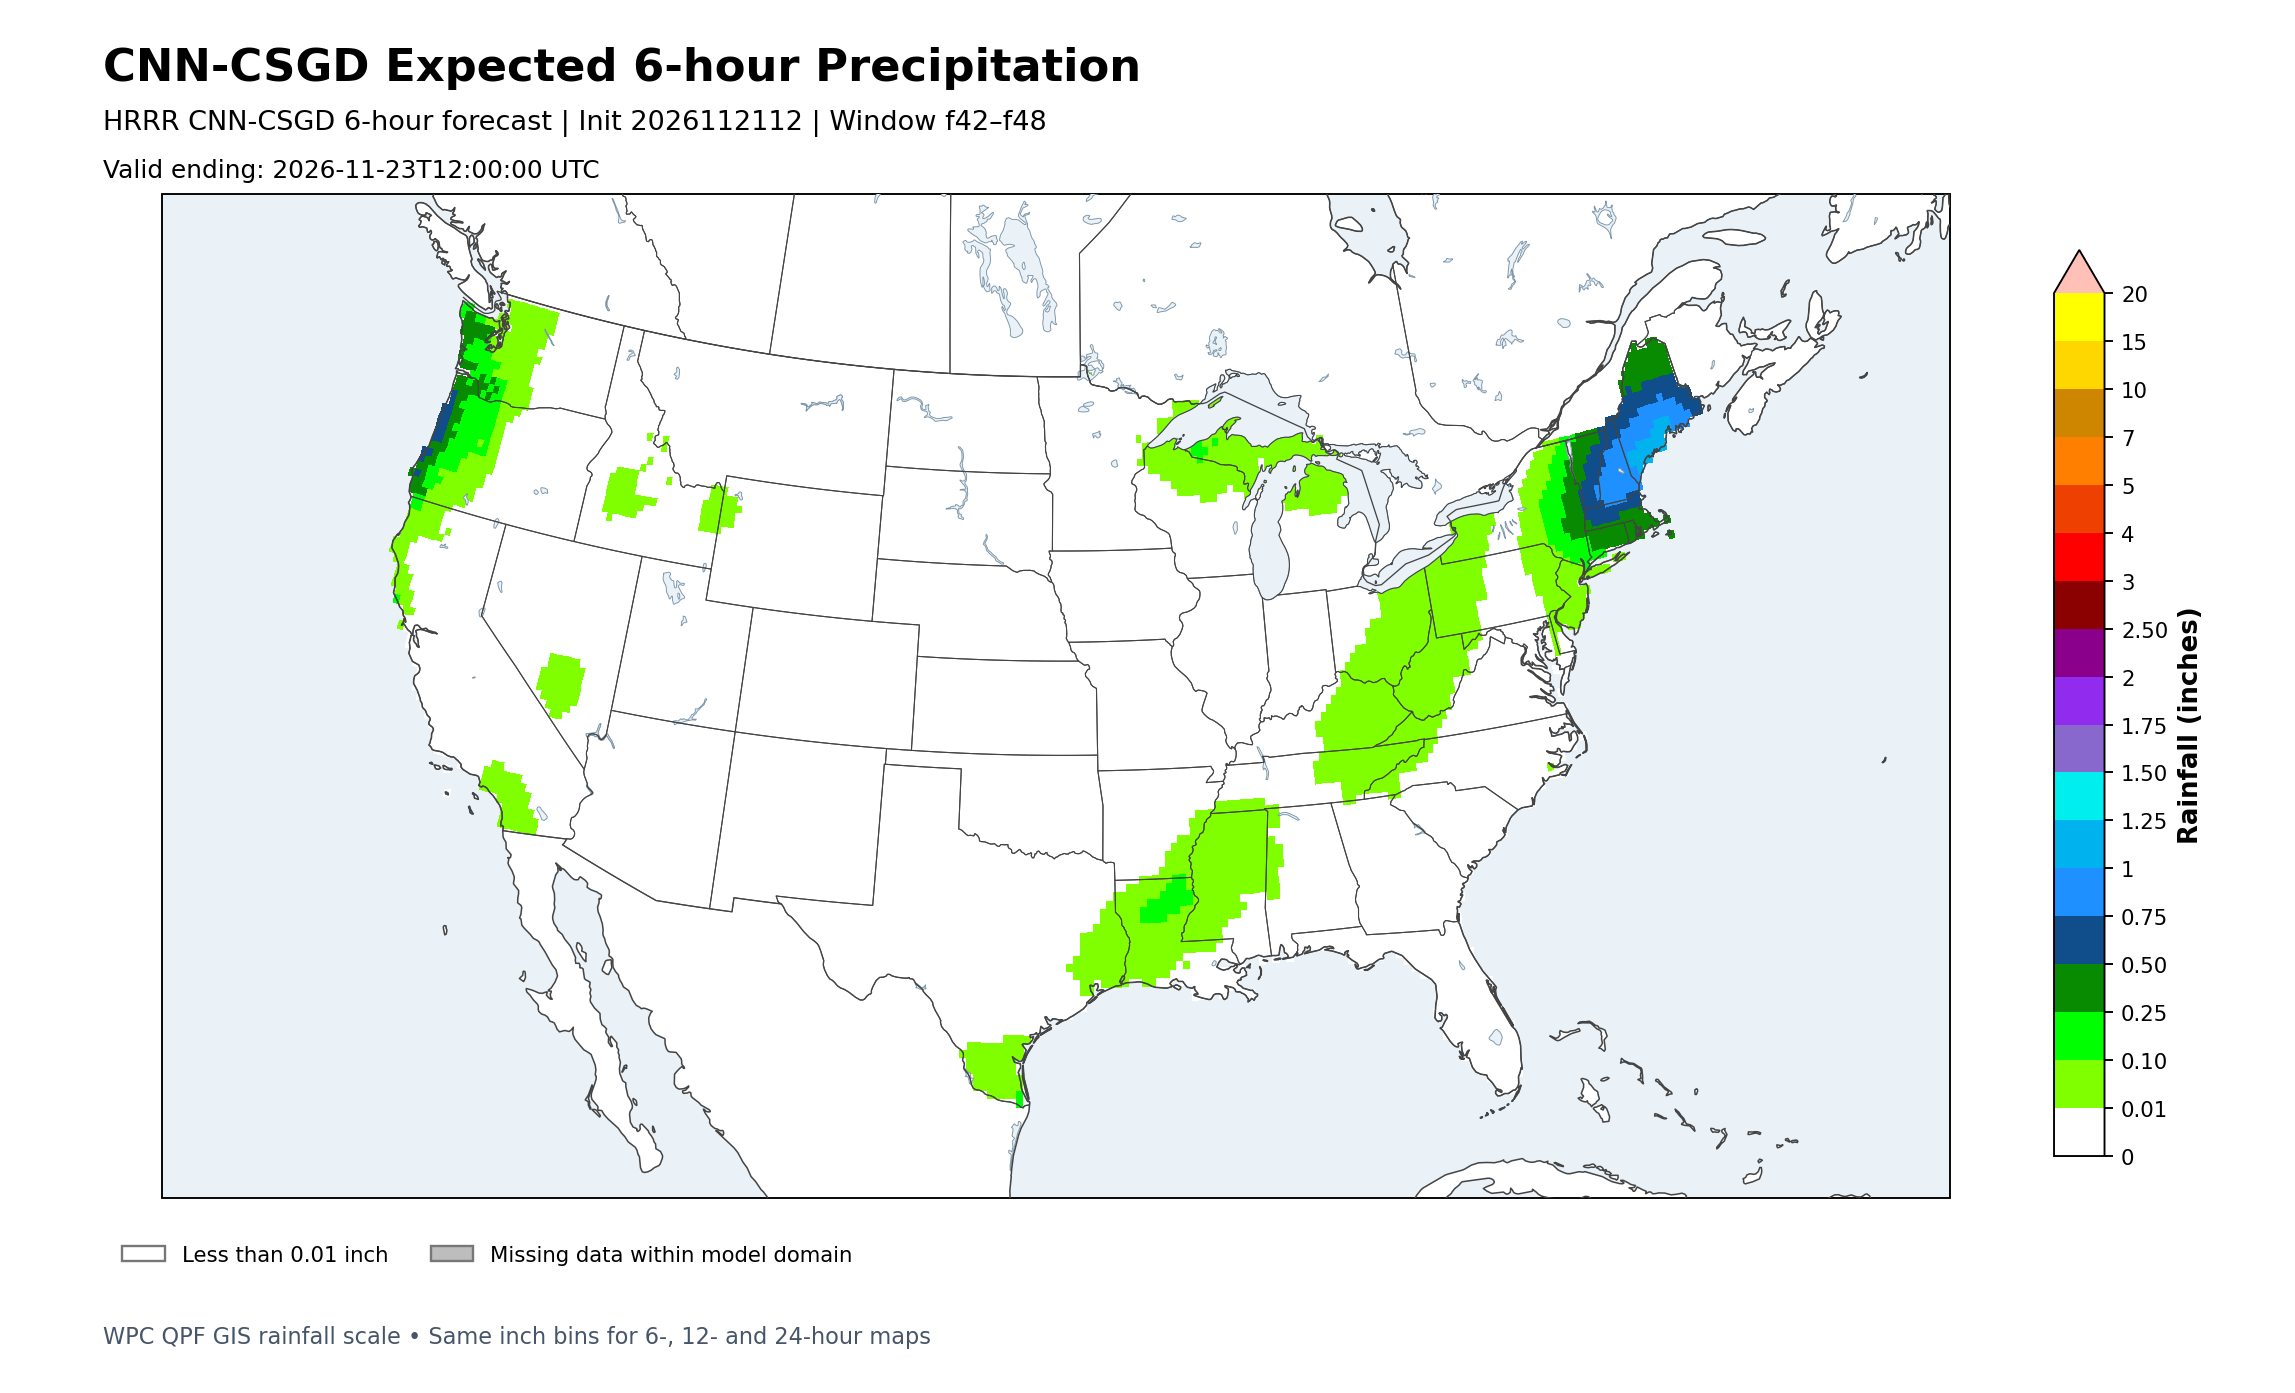 CNN-CSGD Expected 6-hour Precipitation
HRRR CNN-CSGD 6-hour forecast | Init 2026112112 | Window f42–f48
Valid ending: 2026-11-23T12:00:00 UTC
20
15
10
7
5
4
3
2.50
2
1.75
1.50
1.25
1
0.75
0.50
0.25
0.10
0.01
0
Rainfall (inches)
Less than 0.01 inch
Missing data within model domain
WPC QPF GIS rainfall scale • Same inch bins for 6-, 12- and 24-hour maps